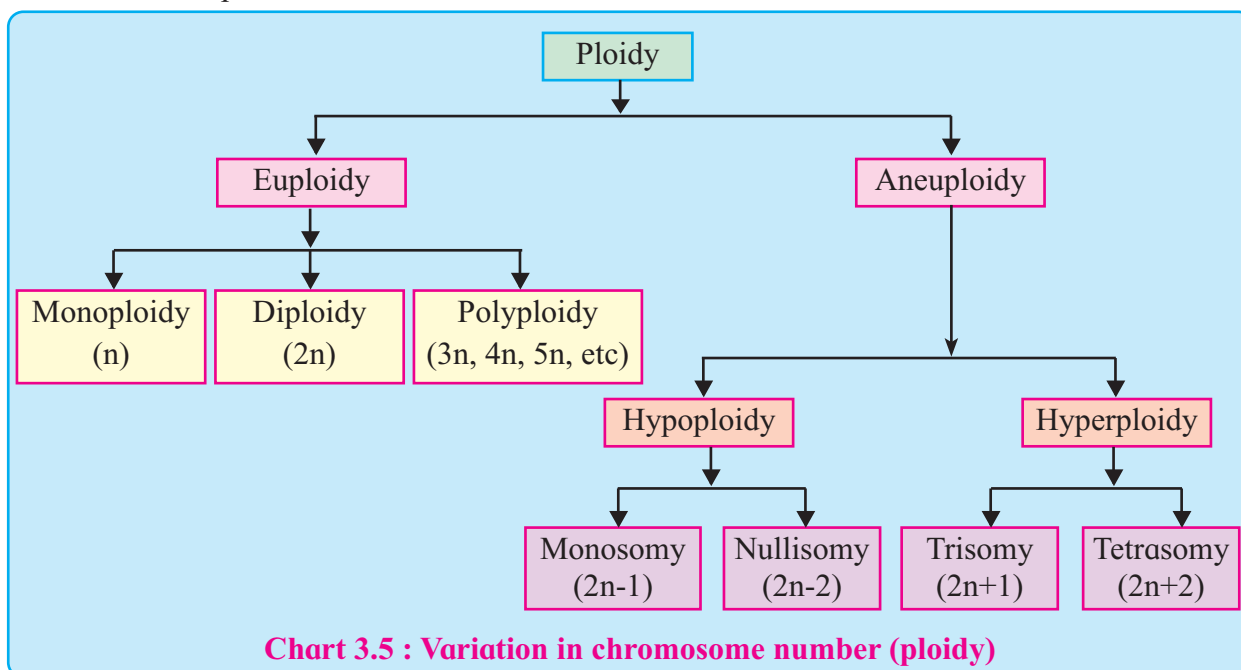 Ploidy
Euploidy
Aneuploidy
Monoploidy
(n)
Diploidy
(2n)
Polyploidy
(3n, 4n, 5n, etc)
Hypoploidy
Hyperploidy
Monosomy
(2n-1)
Nullisomy
(2n-2)
Trisomy
(2n+1)
Tetrasomy
(2n+2)
Chart 3.5 : Variation in chromosome number (ploidy)